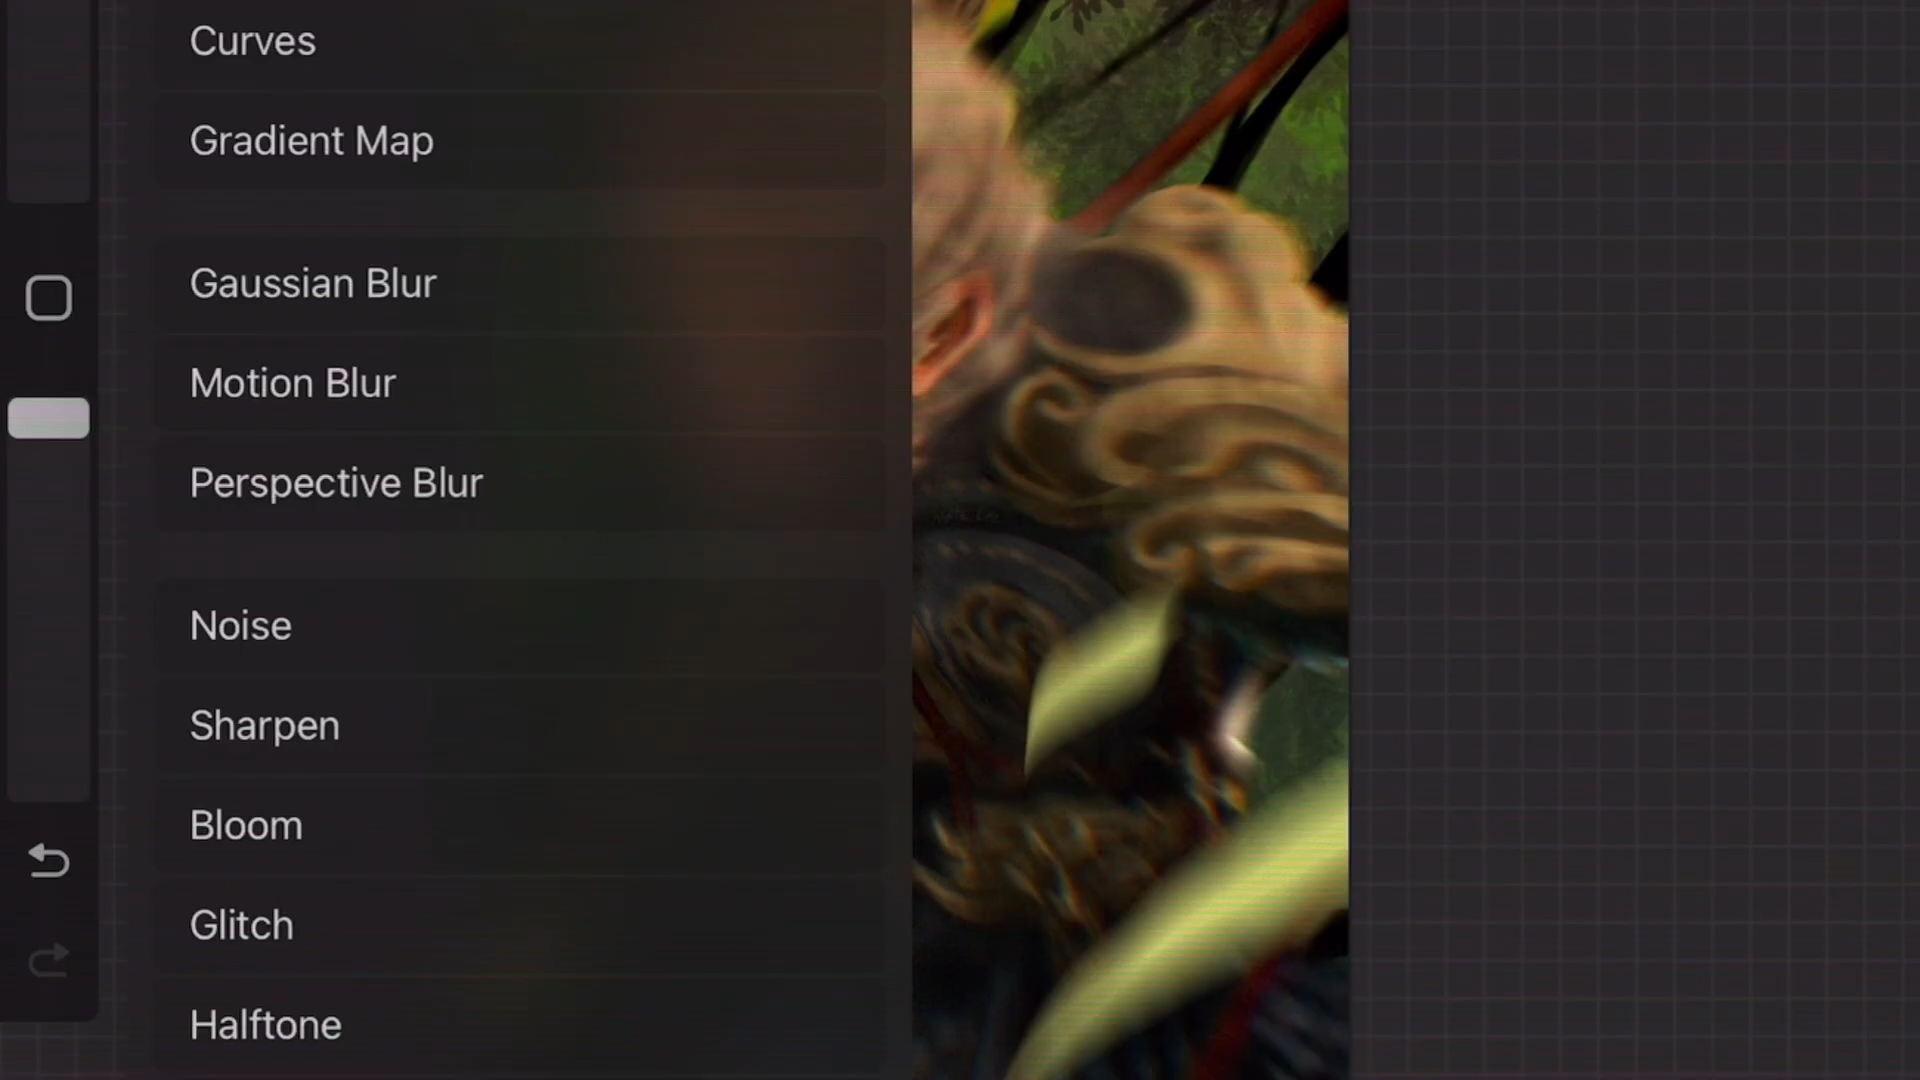 Curves
Gradient Map
Gaussian Blur
Motion Blur
Perspective Blur
Noise
Sharpen
Bloom
Glitch
Halftone